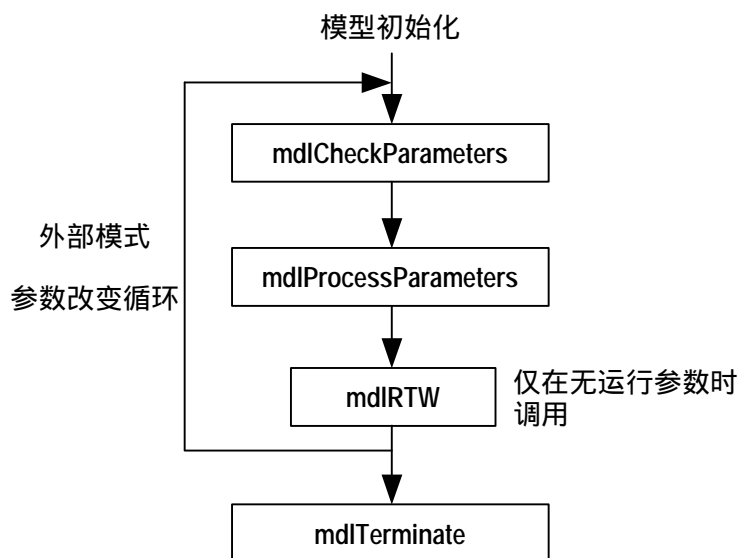 模型初始化
mdlCheckParameters
外部模式
参数改变循环
mdlProcessParameters
mdlRTW
仅在无运行参数时
调用
mdlTerminate